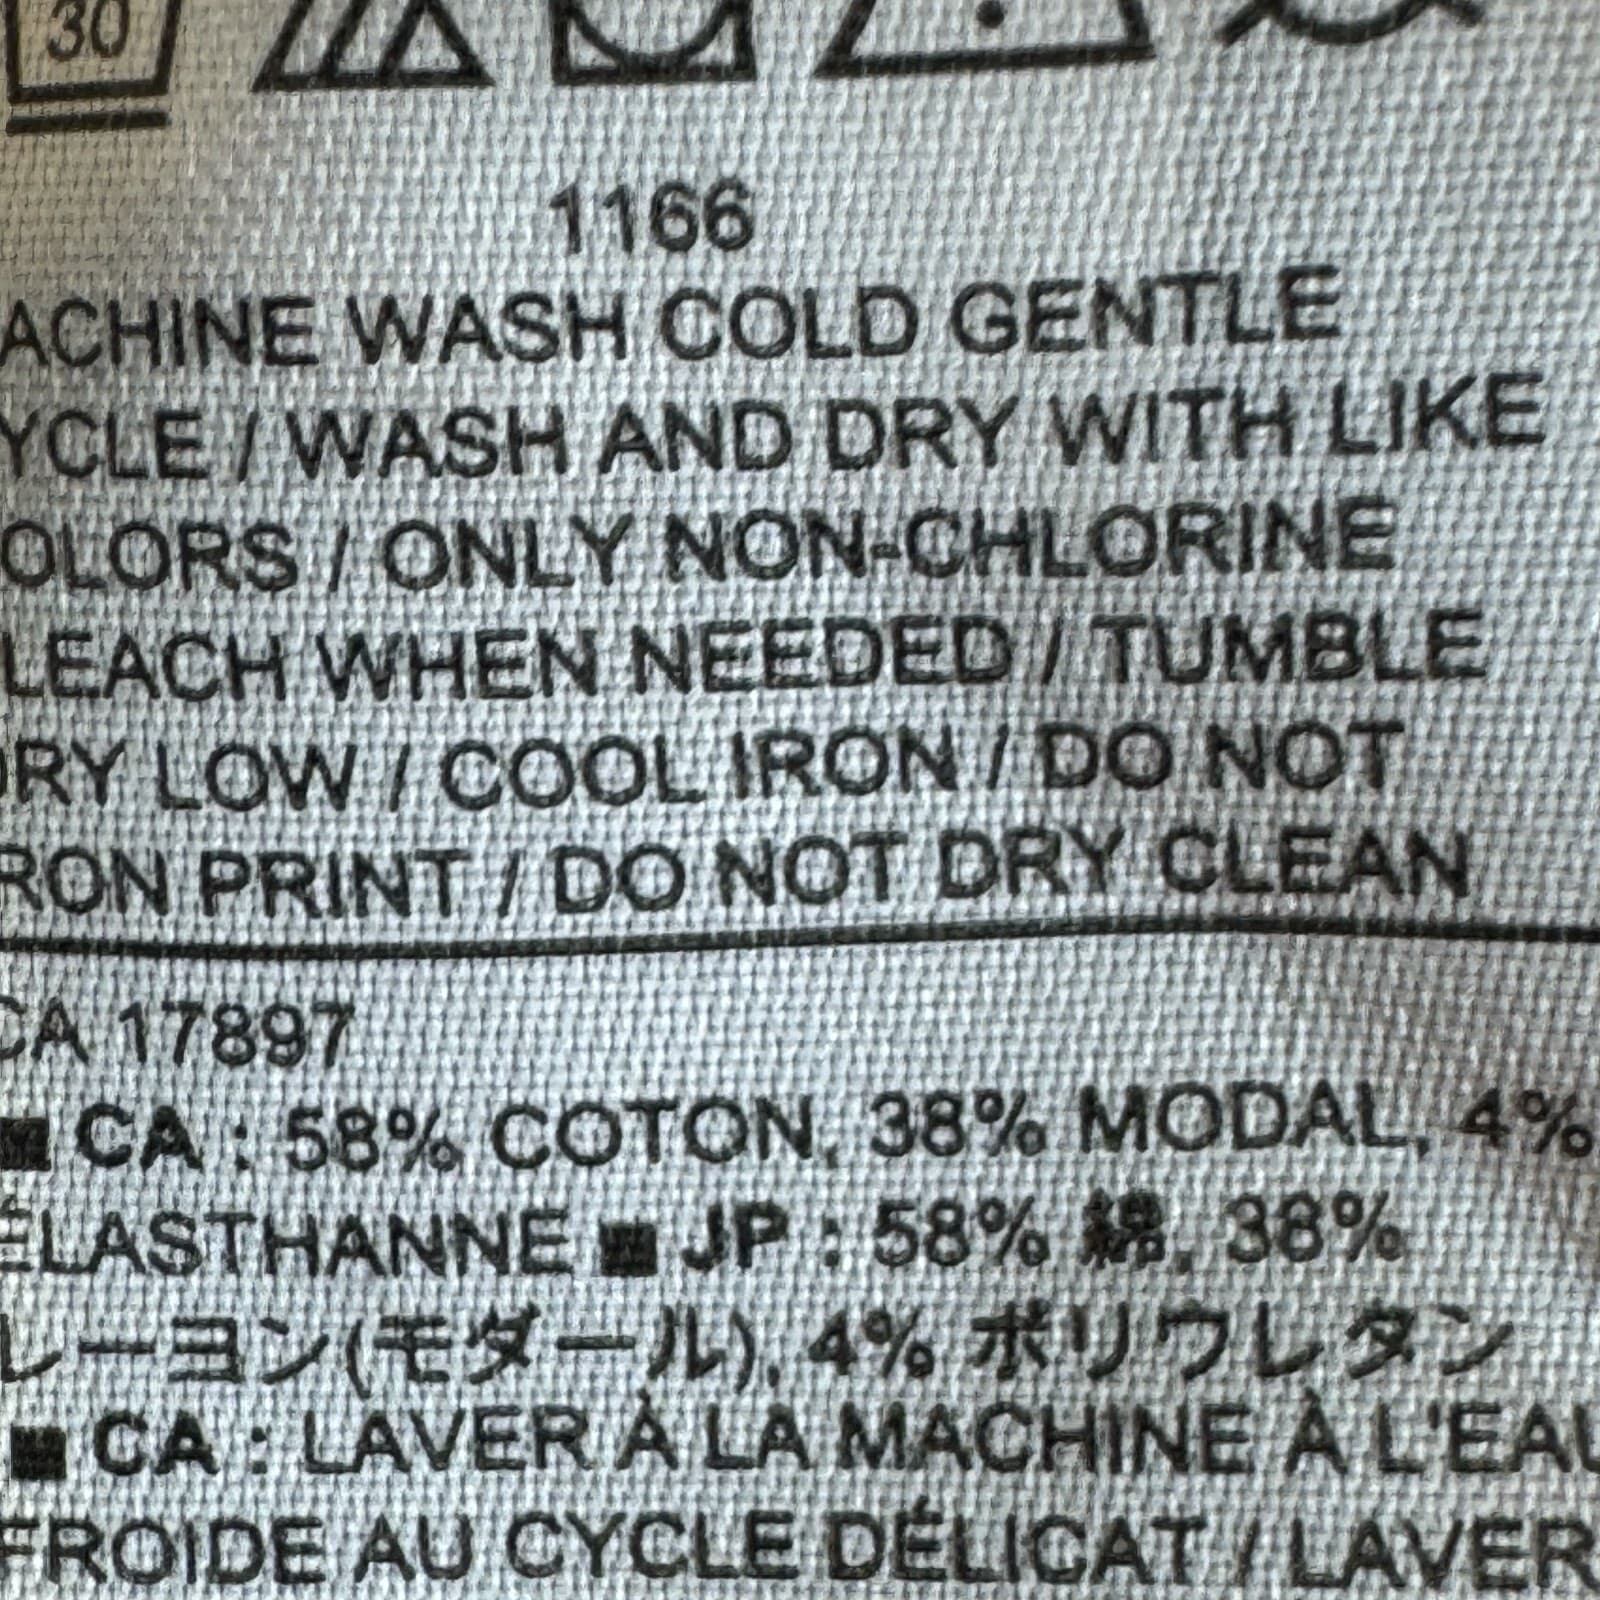 30
1166
ACHINE WASH COLD GENTLE
YCLE / WASH AND DRY WITH LIKE
OLORS / ONLY NON-CHLORINE
LEACH WHEN NEEDED / TUMBLE
RY LOW / COOL IRON / DO NOT
RON PRINT / DO NOT DRY CLEAN
CA 17897
■ CA : 58% COTON, 38% MODAL, 4%
ÉLASTHANNE ■ JP : 58% 綿, 38%
レーヨン(モダール), 4% ポリウレタン
■ CA : LAVER À LA MACHINE À L'EAU
FROIDE AU CYCLE DÉLICAT / LAVER